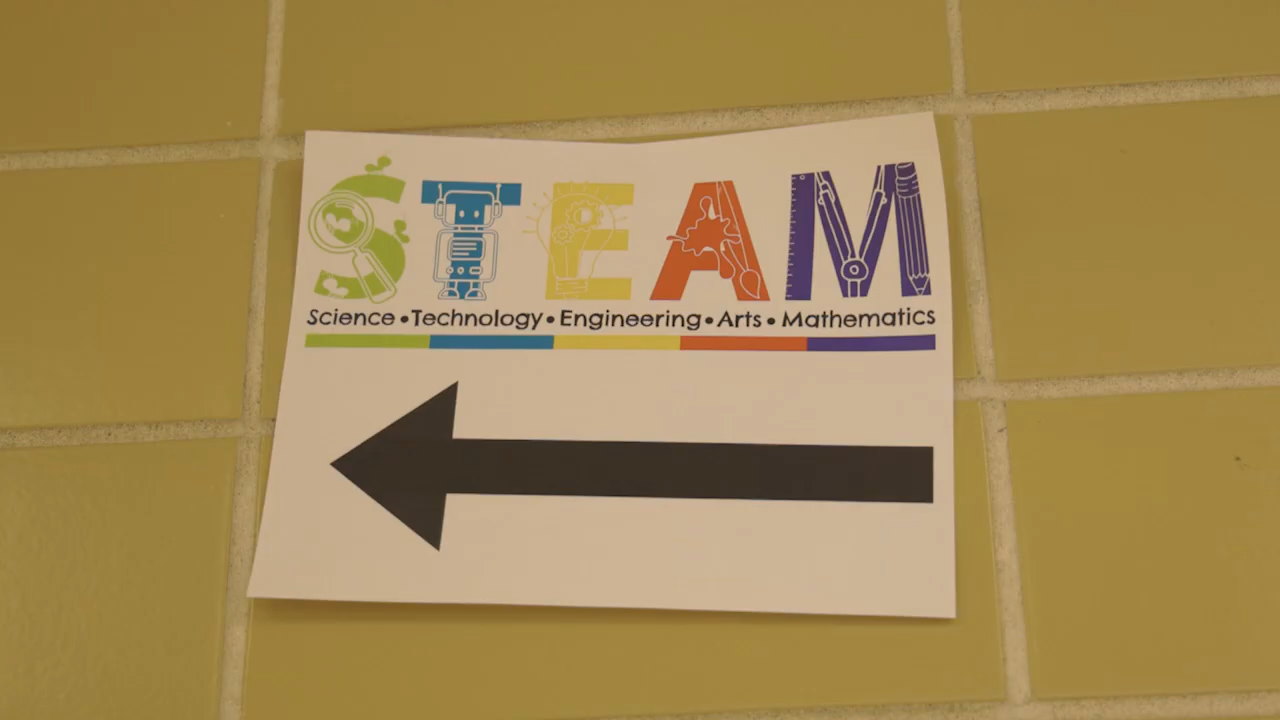 STEAM
Science • Technology • Engineering • Arts • Mathematics